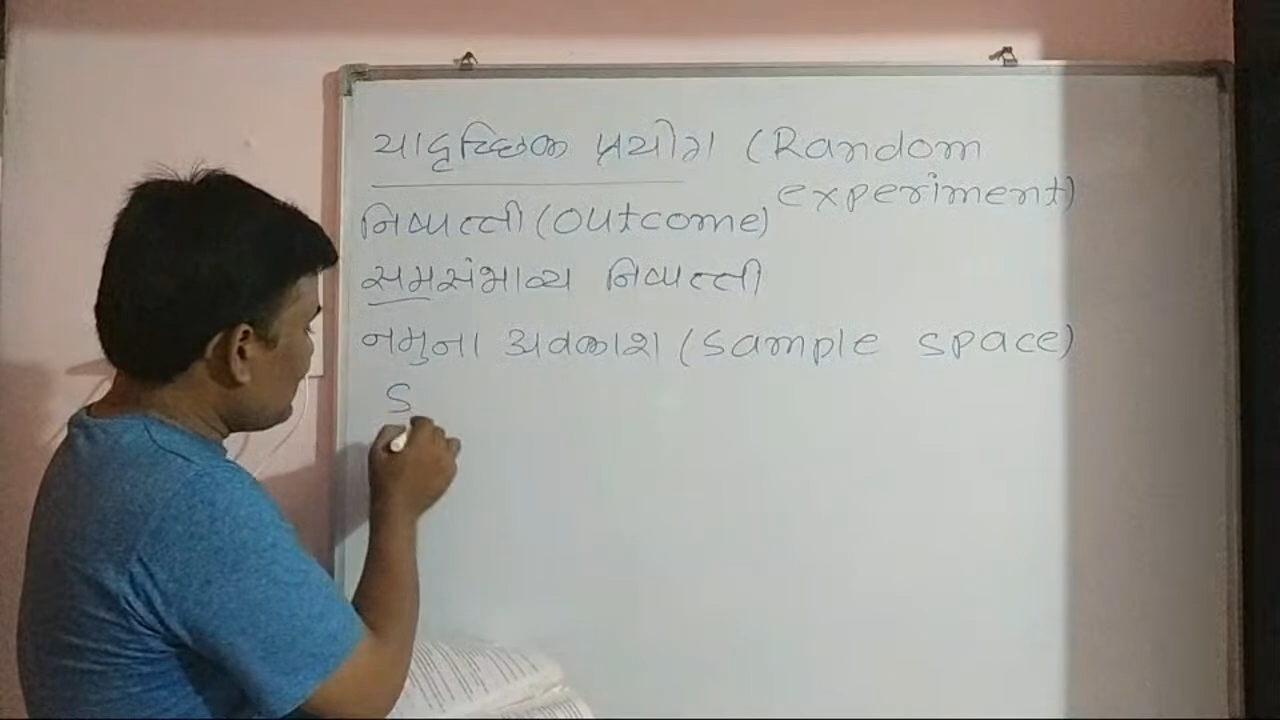 યાદૃચ્છિક પ્રયોગ (Random
experiment)
નિષ્પત્તી (outcome)
સમસંભાવ્ય નિષ્પત્તી
નમુના અવકાશ (sample space)
S